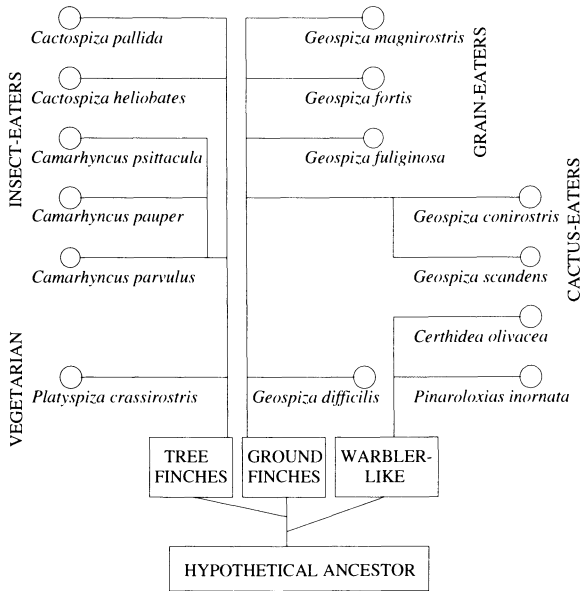 Cactospiza pallida
Geospiza magnirostris
Cactospiza heliobates
Geospiza fortis
Camarhyncus psittacula
Geospiza fuliginosa
INSECT-EATERS
GRAIN-EATERS
Camarhyncus pauper
Geospiza conirostris
Camarhyncus parvulus
Geospiza scandens
CACTUS-EATERS
Certhidea olivacea
VEGETARIAN
Platyspiza crassirostris
Geospiza difficilis
Pinaroloxias inornata
TREE
FINCHES
GROUND
FINCHES
WARBLER-
LIKE
HYPOTHETICAL ANCESTOR